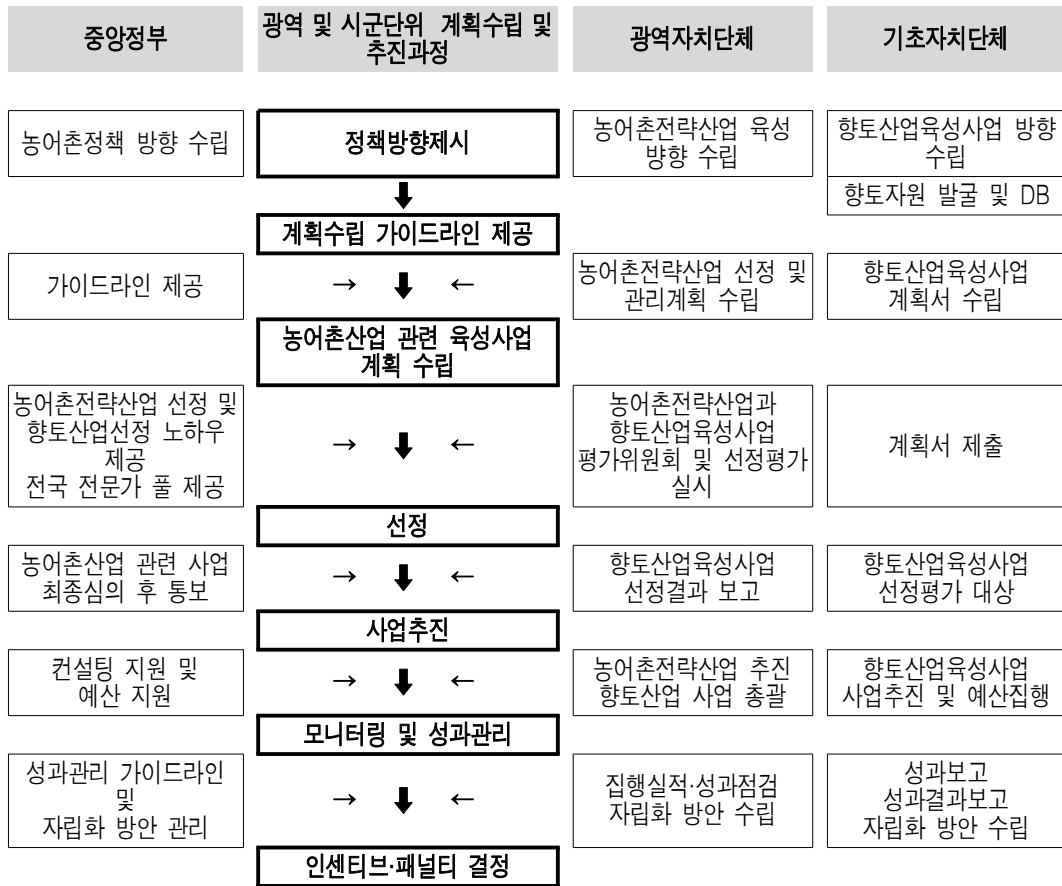 중앙정부
광역 및 시군단위 계획수립 및
추진과정
광역자치단체
기초자치단체
농어촌정책 방향 수립
정책방향제시
농어촌전략산업 육성
뱡향 수립
향토산업육성사업 방향
수립
향토자원 발굴 및 DB
계획수립 가이드라인 제공
가이드라인 제공
농어촌전략산업 선정 및
관리계획 수립
향토산업육성사업
계획서 수립
농어촌산업 관련 육성사업
계획 수립
농어촌전략산업 선정 및
향토산업선정 노하우
제공
전국 전문가 풀 제공
농어촌전략산업과
향토산업육성사업
평가위원회 및 선정평가
실시
계획서 제출
선정
농어촌산업 관련 사업
최종심의 후 통보
향토산업육성사업
선정결과 보고
향토산업육성사업
선정평가 대상
사업추진
컨설팅 지원 및
예산 지원
농어촌전략산업 추진
향토산업 사업 총괄
향토산업육성사업
사업추진 및 예산집행
모니터링 및 성과관리
성과관리 가이드라인
및
자립화 방안 관리
집행실적·성과점검
자립화 방안 수립
성과보고
성과결과보고
자립화 방안 수립
인센티브·패널티 결정